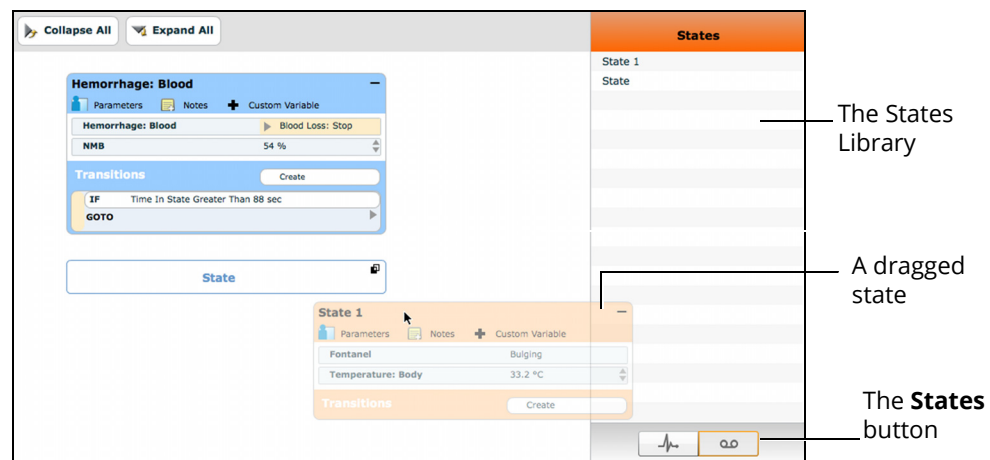 Collapse All
Expand All
States
State 1
State
Hemorrhage: Blood
Parameters
Notes
Custom Variable
Hemorrhage: Blood
Blood Loss: Stop
NMB
54 %
Transitions
Create
IF
Time In State Greater Than 88 sec
GOTO
State
State 1
Parameters
Notes
Custom Variable
Fontanel
Bulging
Temperature: Body
33.2 °C
Transitions
Create
The States
Library
A dragged
state
The States
button